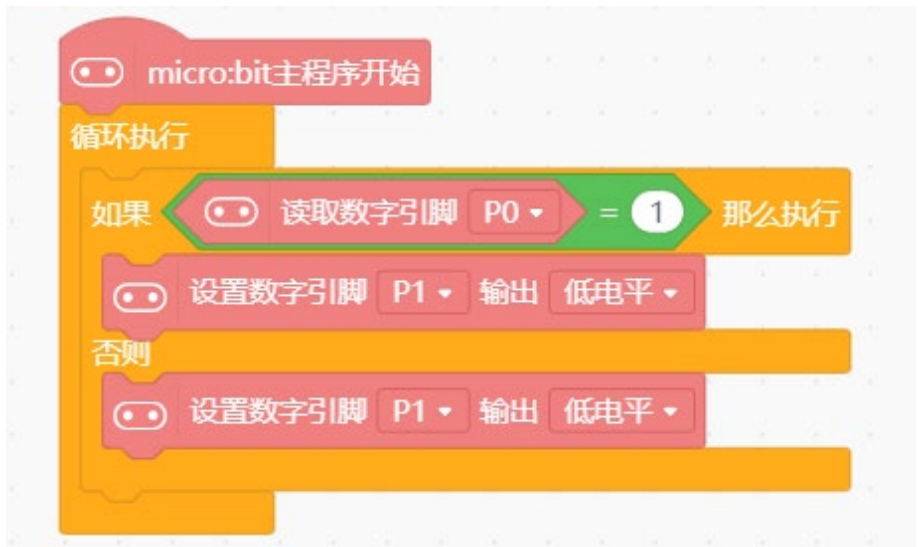 micro:bit主程序开始
循环执行
如果 读取数字引脚 P0 = 1 那么执行
设置数字引脚 P1 输出 低电平
否则
设置数字引脚 P1 输出 低电平